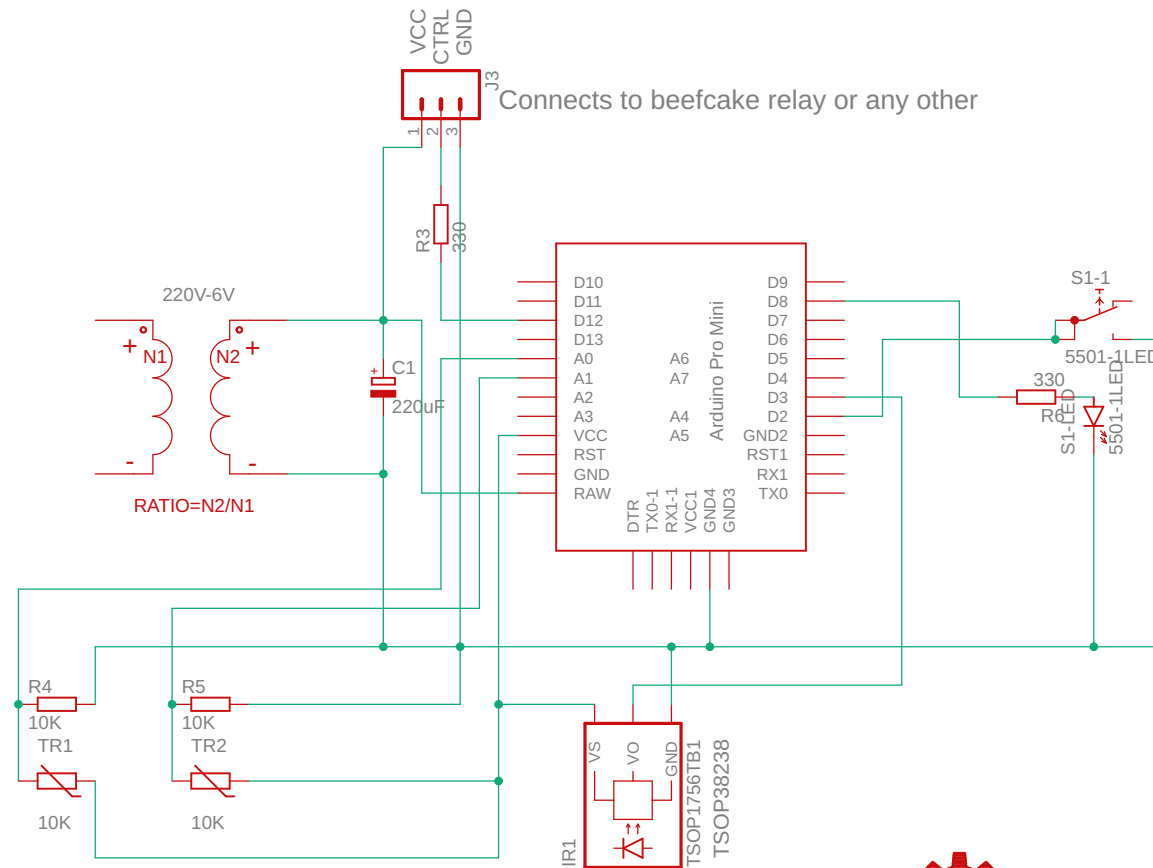 VCC
CTRL
GND
J3
Connects to beefcake relay or any other
1
2
3
R3
330
220V-6V
+
N1
N2
+
-
-
RATIO=N2/N1
+
C1
220uF
D10
D11
D12
D13
A0
A1
A2
A3
VCC
RST
GND
RAW
A6
A7
A4
A5
Arduino Pro Mini
D9
D8
D7
D6
D5
D4
D3
D2
GND2
RST1
RX1
TX0
DTR
TX0-1
RX1-1
VCC1
GND4
GND3
S1-1
5501-1LED
330
R6
S1-LED
5501-1LED
R4
10K
TR1
10K
R5
10K
TR2
10K
VS
VO
GND
IR1
TSOP1756TB1
TSOP38238